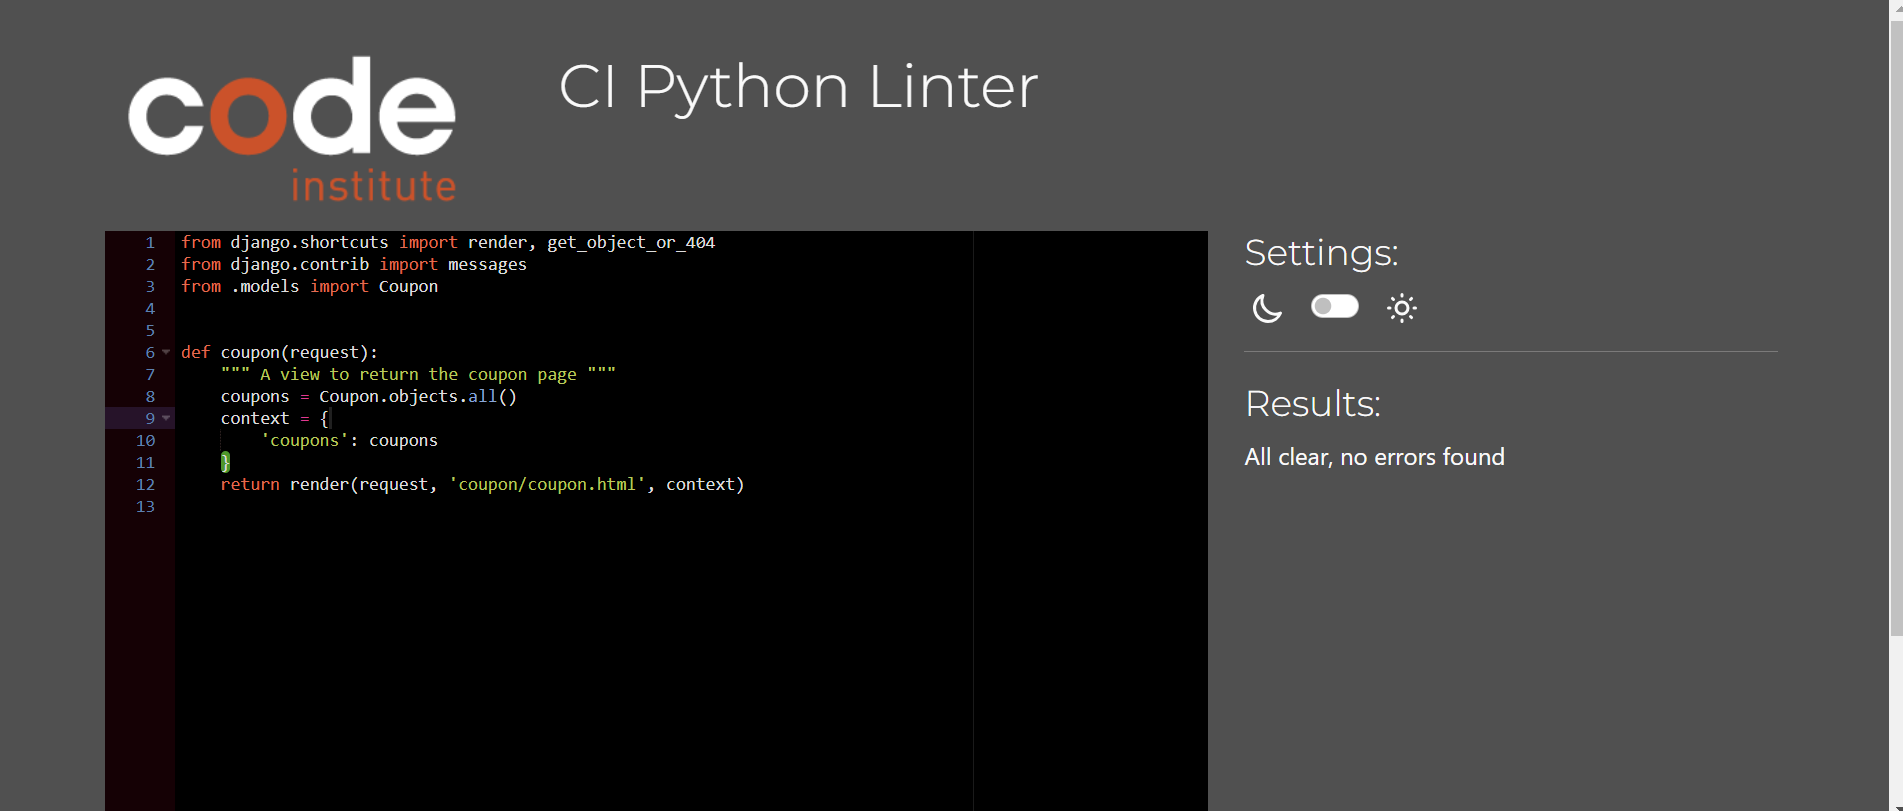 code
institute
CI Python Linter
1 from django.shortcuts import render, get_object_or_404
2 from django.contrib import messages
3 from .models import Coupon
4
5
6 def coupon(request):
7     """ A view to return the coupon page """
8     coupons = Coupon.objects.all()
9     context = {
10         'coupons': coupons
11     }
12     return render(request, 'coupon/coupon.html', context)
13
Settings:
Results:
All clear, no errors found